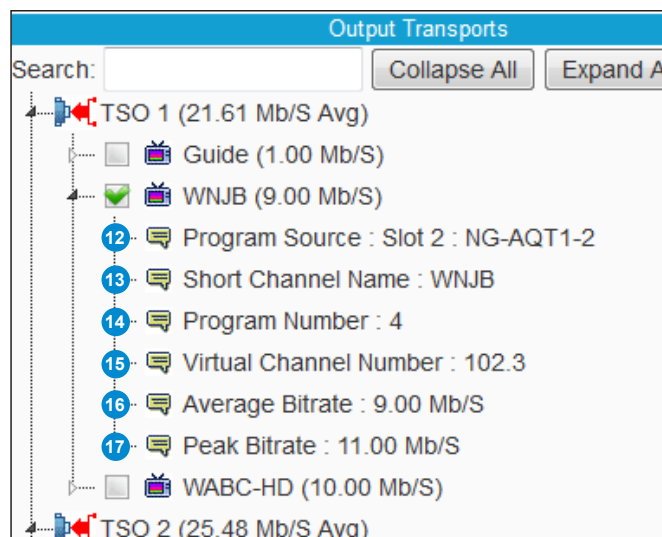 Output Transports
Search: Collapse All Expand A
TSO 1 (21.61 Mb/S Avg)
Guide (1.00 Mb/S)
WNJB (9.00 Mb/S)
12 Program Source : Slot 2 : NG-AQT1-2
13 Short Channel Name : WNJB
14 Program Number : 4
15 Virtual Channel Number : 102.3
16 Average Bitrate : 9.00 Mb/S
17 Peak Bitrate : 11.00 Mb/S
WABC-HD (10.00 Mb/S)
TSO 2 (25.48 Mb/S Avg)